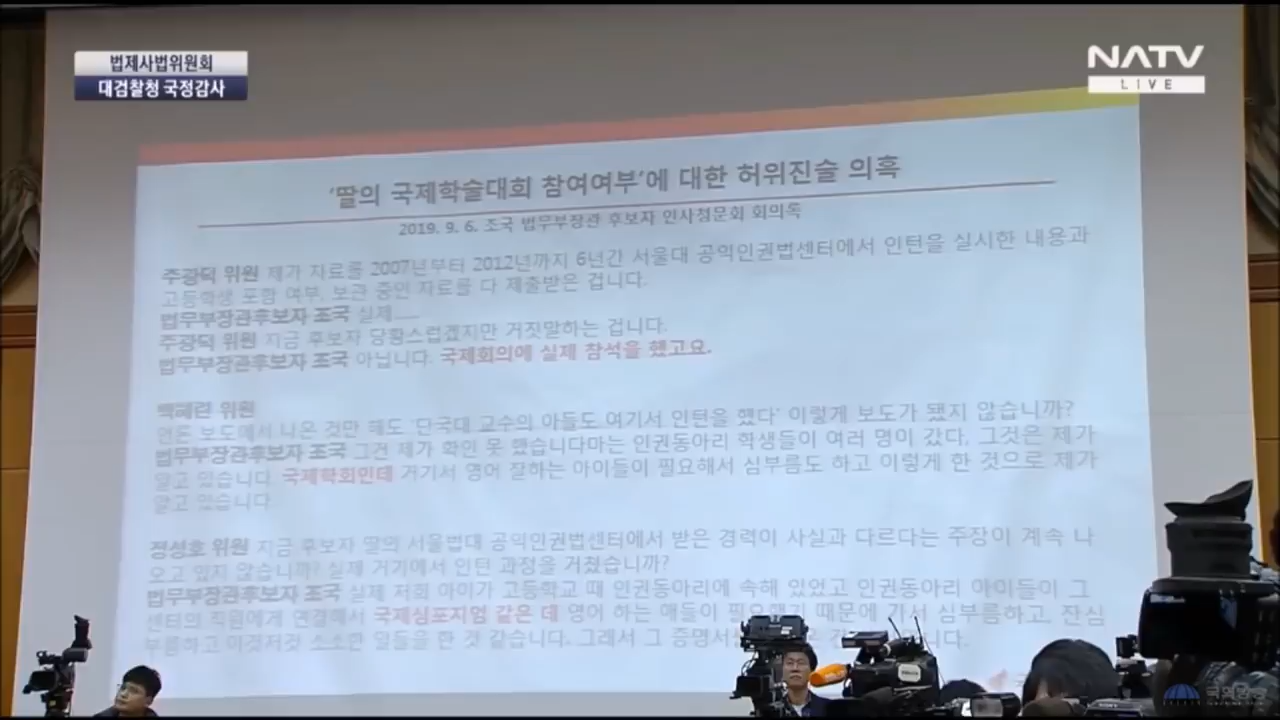 법제사법위원회
대검찰청 국정감사
NATV
LIVE
'딸의 국제학술대회 참여여부'에 대한 허위진술 의혹
2019. 9. 6. 조국 법무부장관 후보자 인사청문회 회의록
주광덕 위원 제가 자료를 2007년부터 2012년까지 6년간 서울대 공익인권법센터에서 인턴을 실시한 내용과
고등학생 포함 여부, 보관 중인 자료를 다 제출받은 겁니다.
법무부장관후보자 조국 실제……
주광덕 위원 지금 후보자 당황스럽겠지만 거짓말하는 겁니다.
법무부장관후보자 조국 아닙니다. 국제회의에 실제 참석을 했고요.
백혜련 위원
언론 보도에서 나온 것만 해도 '단국대 교수의 아들도 여기서 인턴을 했다' 이렇게 보도가 됐지 않습니까?
법무부장관후보자 조국 그건 제가 확인 못 했습니다마는 인권동아리 학생들이 여러 명이 갔다, 그것은 제가
알고 있습니다. 국제학회인데 거기서 영어 잘하는 아이들이 필요해서 심부름도 하고 이렇게 한 것으로 제가
알고 있습니다.
정성호 위원 지금 후보자 딸의 서울법대 공익인권법센터에서 받은 경력이 사실과 다르다는 주장이 계속 나
오고 있지 않습니까? 실제 거기에서 인턴 과정을 거쳤습니까?
법무부장관후보자 조국 실제 저희 아이가 고등학교 때 인권동아리에 속해 있었고 인권동아리 아이들이 그
센터의 직원에게 연결해서 국제심포지엄 같은 데 영어 하는 애들이 필요했기 때문에 가서 심부름하고, 잔심
부름하고 이것저것 소소한 일들을 한 것 같습니다. 그래서 그 증명서
국회방송